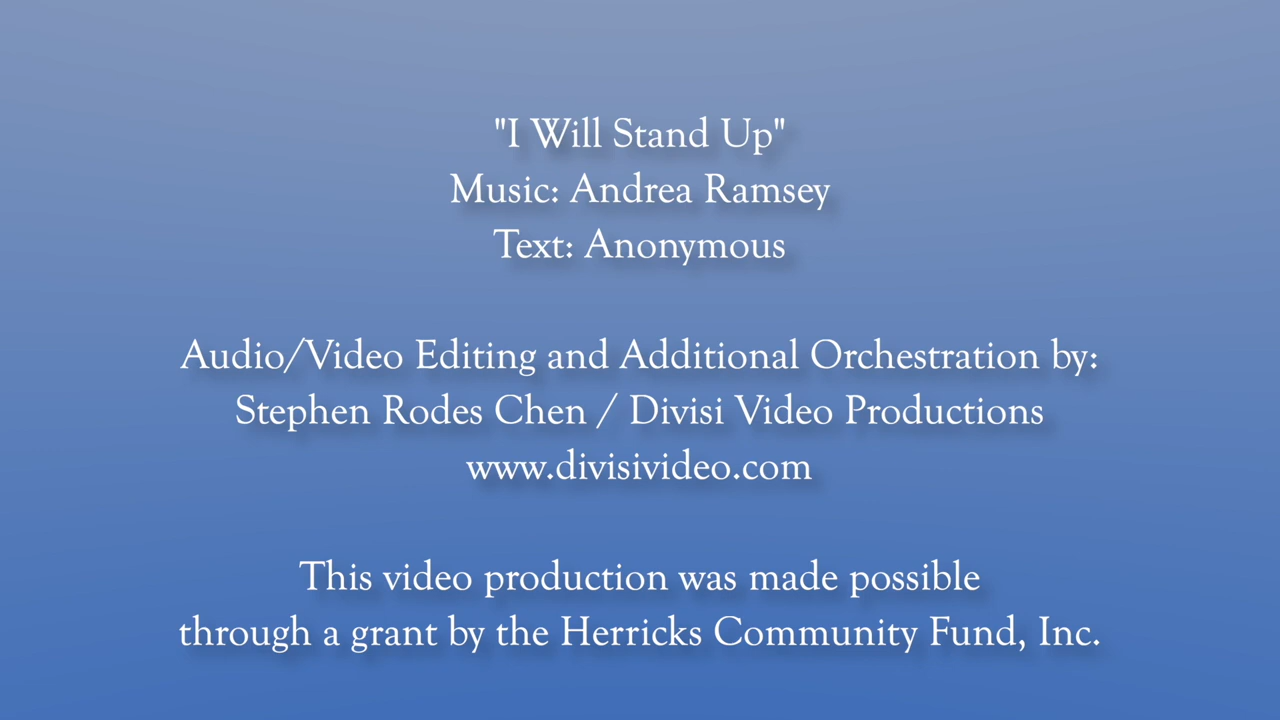 "I Will Stand Up"
Music: Andrea Ramsey
Text: Anonymous
Audio/Video Editing and Additional Orchestration by:
Stephen Rodes Chen / Divisi Video Productions
www.divisivideo.com
This video production was made possible
through a grant by the Herricks Community Fund, Inc.